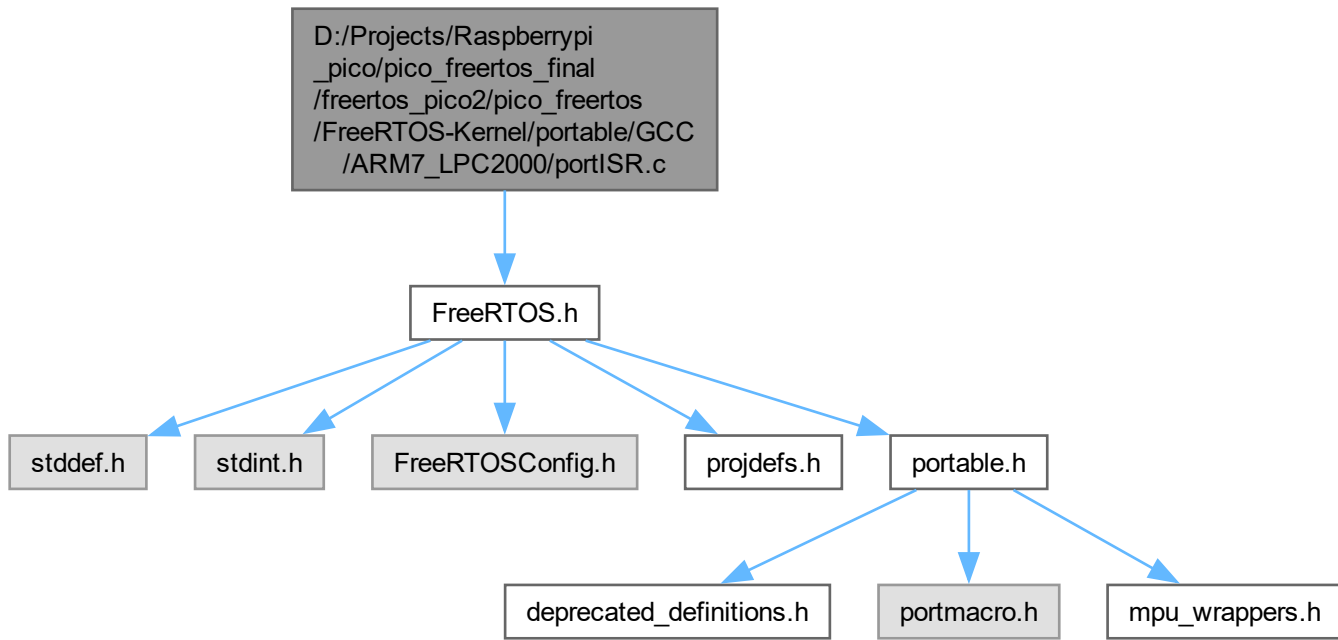 D:/Projects/Raspberrypi
_pico/pico_freertos_final
/freertos_pico2/pico_freertos
/FreeRTOS-Kernel/portable/GCC
/ARM7_LPC2000/portISR.c
FreeRTOS.h
stddef.h
stdint.h
FreeRTOSConfig.h
projdefs.h
portable.h
deprecated_definitions.h
portmacro.h
mpu_wrappers.h